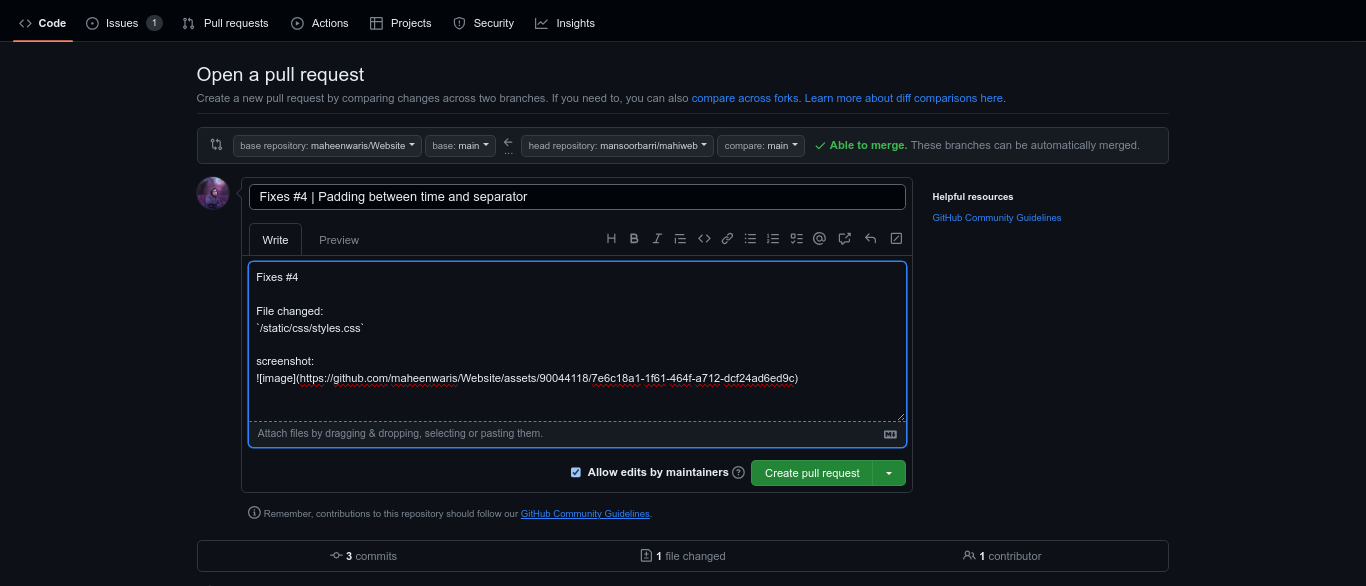 Code Issues 1 Pull requests Actions Projects Security Insights
Open a pull request
Create a new pull request by comparing changes across two branches. If you need to, you can also compare across forks. Learn more about diff comparisons here.
base repository: maheenwaris/Website base: main ← ... head repository: mansoorbarri/mahiweb compare: main ✓ Able to merge. These branches can be automatically merged.
Fixes #4 | Padding between time and separator
Write Preview
Fixes #4
File changed:
`/static/css/styles.css`
screenshot:
![image](https://github.com/maheenwaris/Website/assets/90044118/7e6c18a1-1f61-464f-a712-dcf24ad6ed9c)
Attach files by dragging & dropping, selecting or pasting them.
Allow edits by maintainers Create pull request
Remember, contributions to this repository should follow our GitHub Community Guidelines.
Helpful resources
GitHub Community Guidelines
3 commits 1 file changed 1 contributor